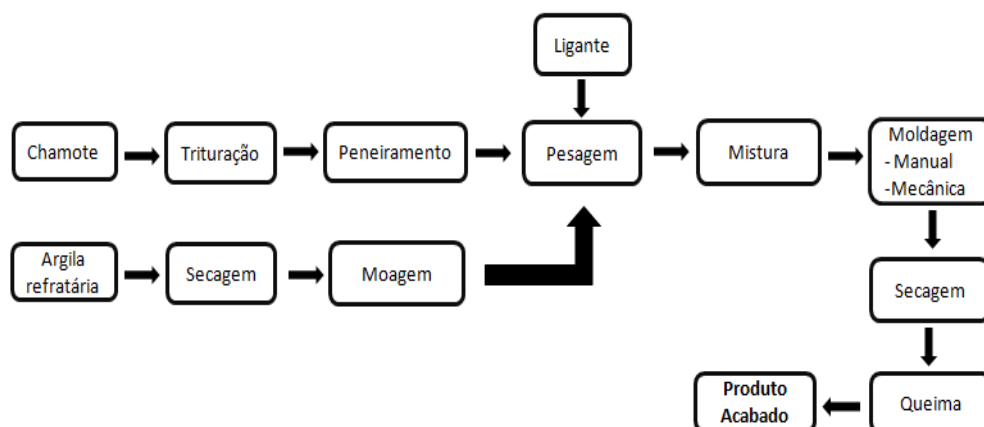 Ligante
Chamote
Trituração
Peneiramento
Pesagem
Mistura
Moldagem
- Manual
-Mecânica
Argila
refratária
Secagem
Moagem
Secagem
Produto
Acabado
Queima